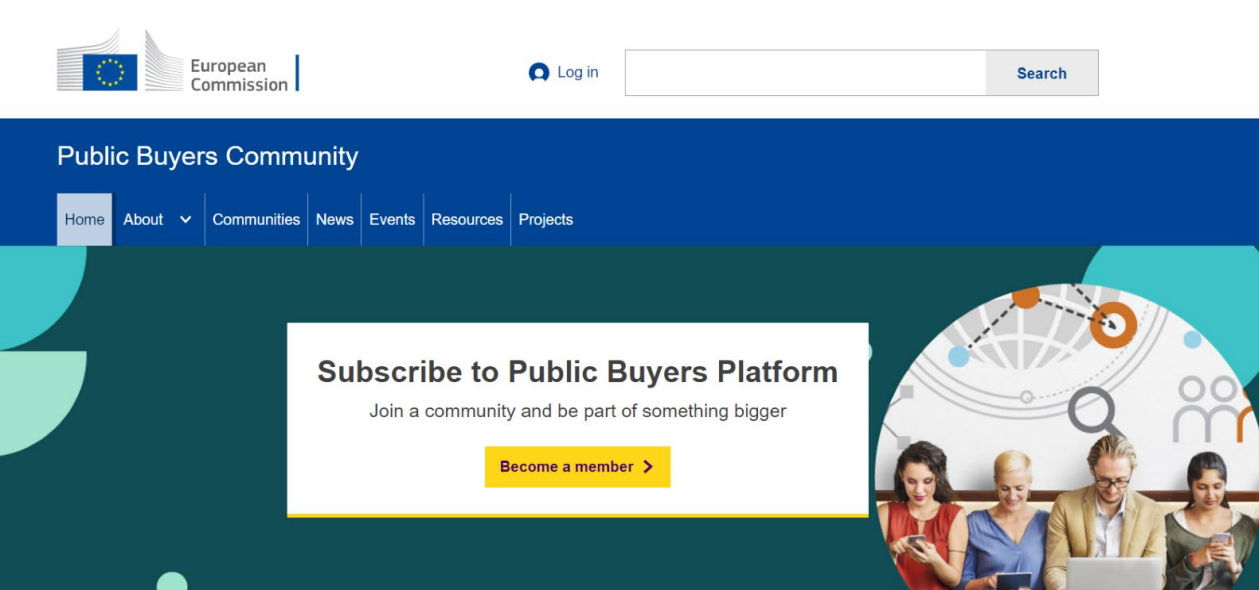 European
Commission
Log in
Search
Public Buyers Community
Home About Communities News Events Resources Projects
Subscribe to Public Buyers Platform
Join a community and be part of something bigger
Become a member